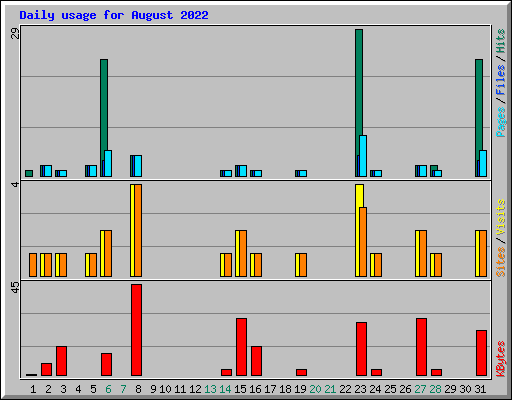 Daily usage for August 2022
29
Pages/Files/Hits
4
Sites/Visits
45
KBytes
1 2 3 4 5 6 7 8 9 10 11 12 13 14 15 16 17 18 19 20 21 22 23 24 25 26 27 28 29 30 31